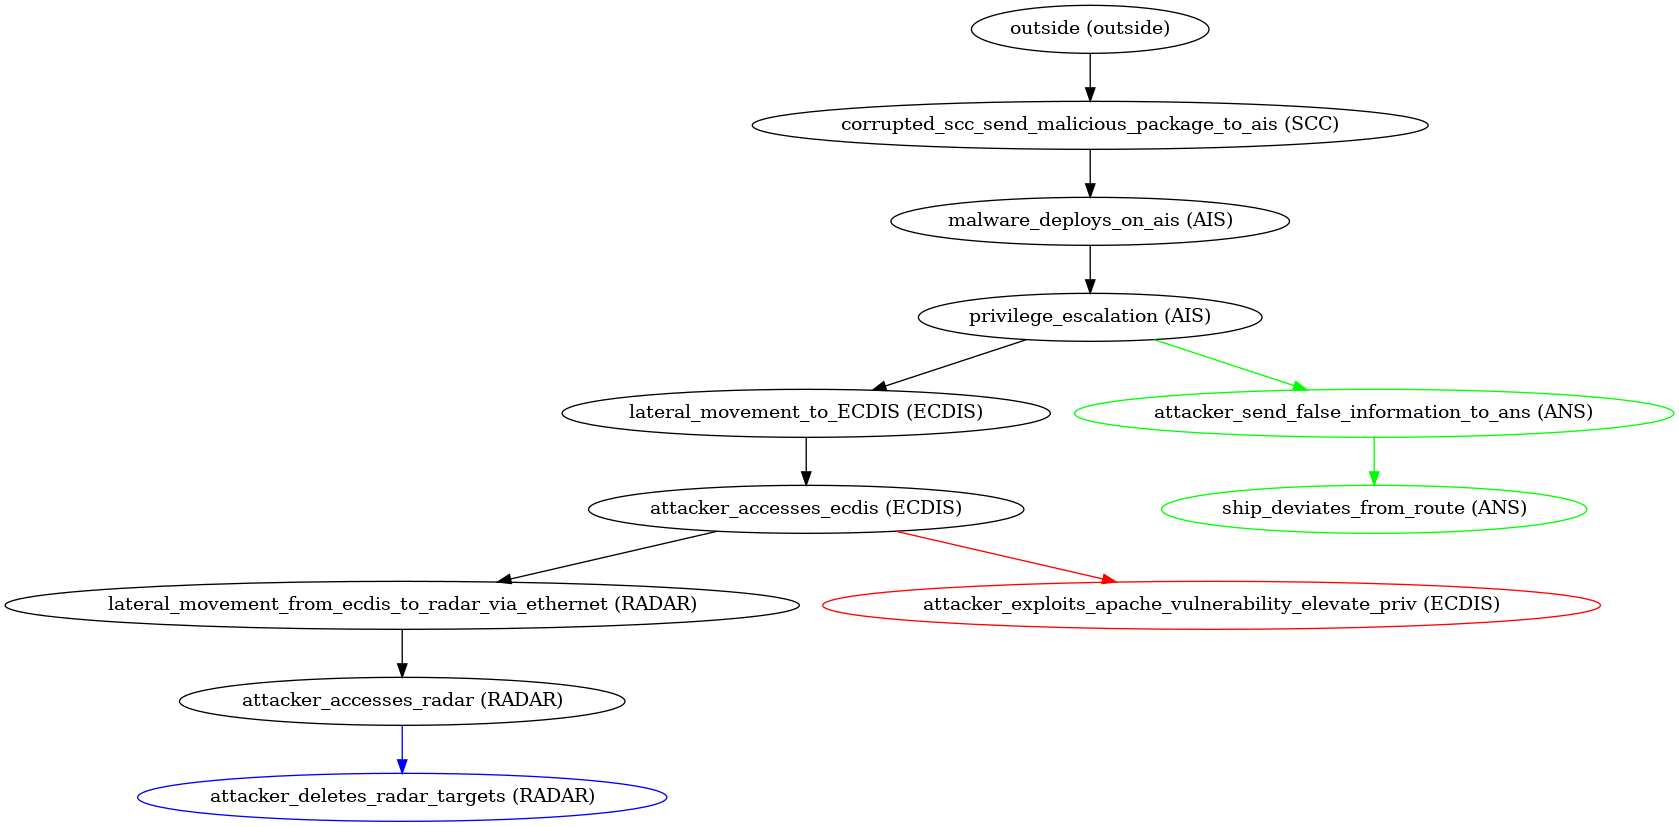 outside (outside)
corrupted_scc_send_malicious_package_to_ais (SCC)
malware_deploys_on_ais (AIS)
privilege_escalation (AIS)
lateral_movement_to_ECDIS (ECDIS)
attacker_send_false_information_to_ans (ANS)
attacker_accesses_ecdis (ECDIS)
ship_deviates_from_route (ANS)
lateral_movement_from_ecdis_to_radar_via_ethernet (RADAR)
attacker_exploits_apache_vulnerability_elevate_priv (ECDIS)
attacker_accesses_radar (RADAR)
attacker_deletes_radar_targets (RADAR)